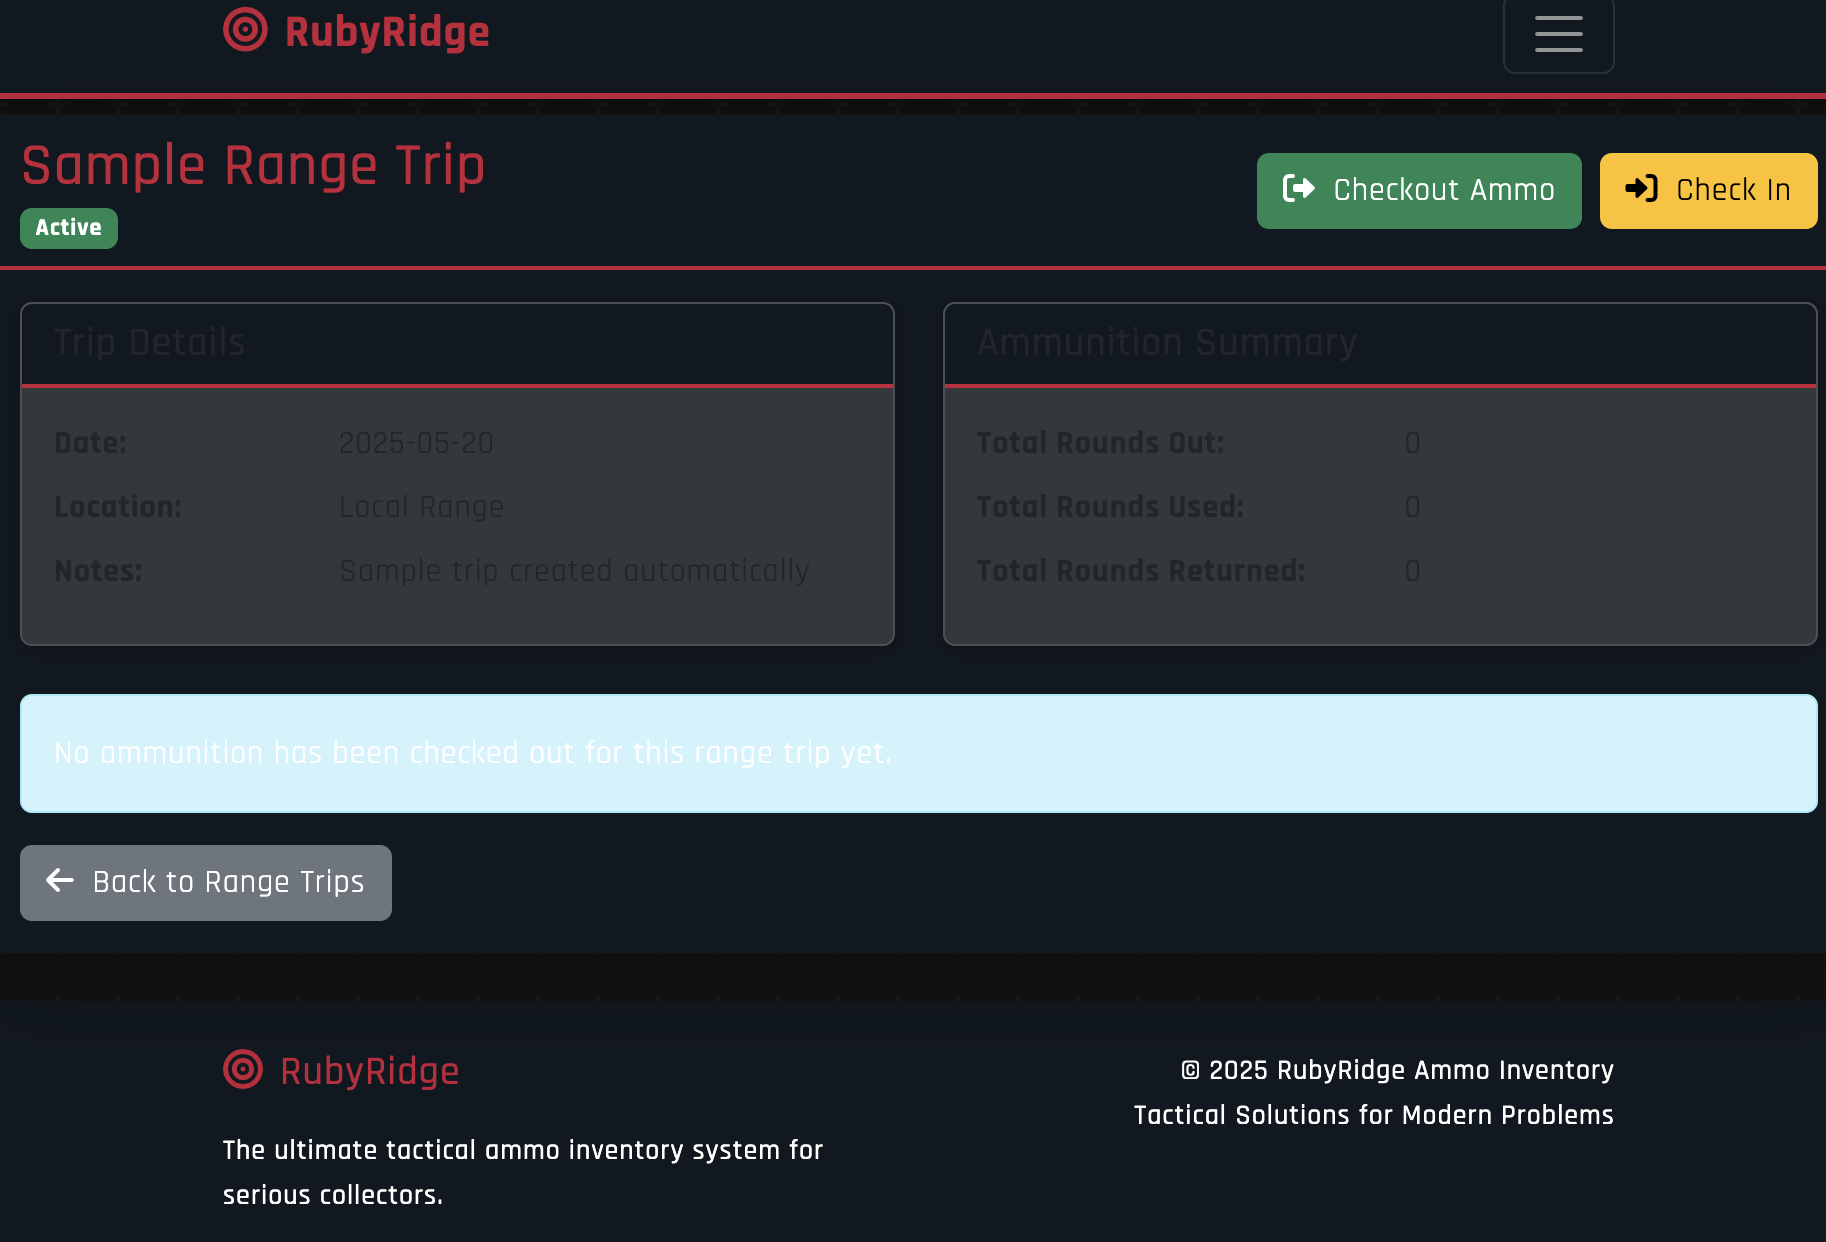 RubyRidge
Sample Range Trip
Active
Checkout Ammo
Check In
Trip Details
Date: 2025-05-20
Location: Local Range
Notes: Sample trip created automatically
Ammunition Summary
Total Rounds Out: 0
Total Rounds Used: 0
Total Rounds Returned: 0
No ammunition has been checked out for this range trip yet.
Back to Range Trips
RubyRidge
The ultimate tactical ammo inventory system for
serious collectors.
© 2025 RubyRidge Ammo Inventory
Tactical Solutions for Modern Problems